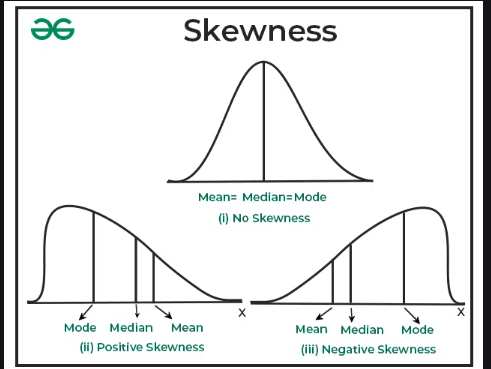 Skewness
Mean= Median=Mode
(i) No Skewness
X
X
Mode Median Mean
Mean Median Mode
(ii) Positive Skewness
(iii) Negative Skewness